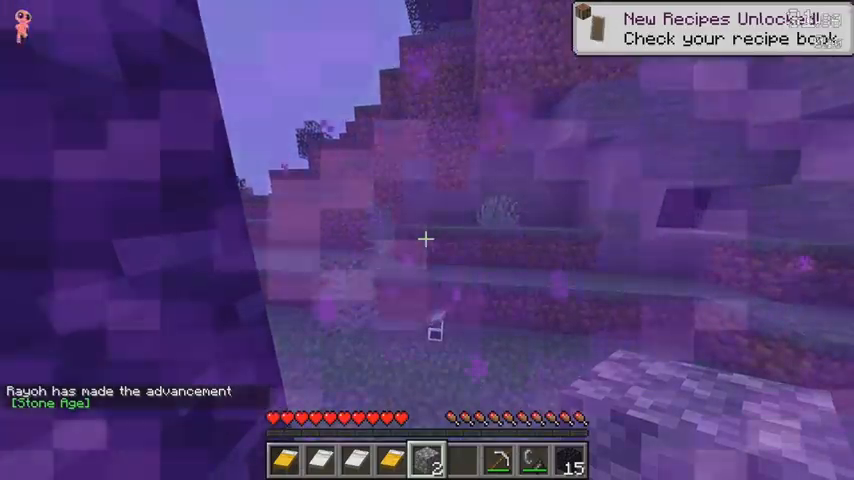 New Recipes Unlocked!
Check your recipe book
Rayoh has made the advancement
[Stone Age]
2
15